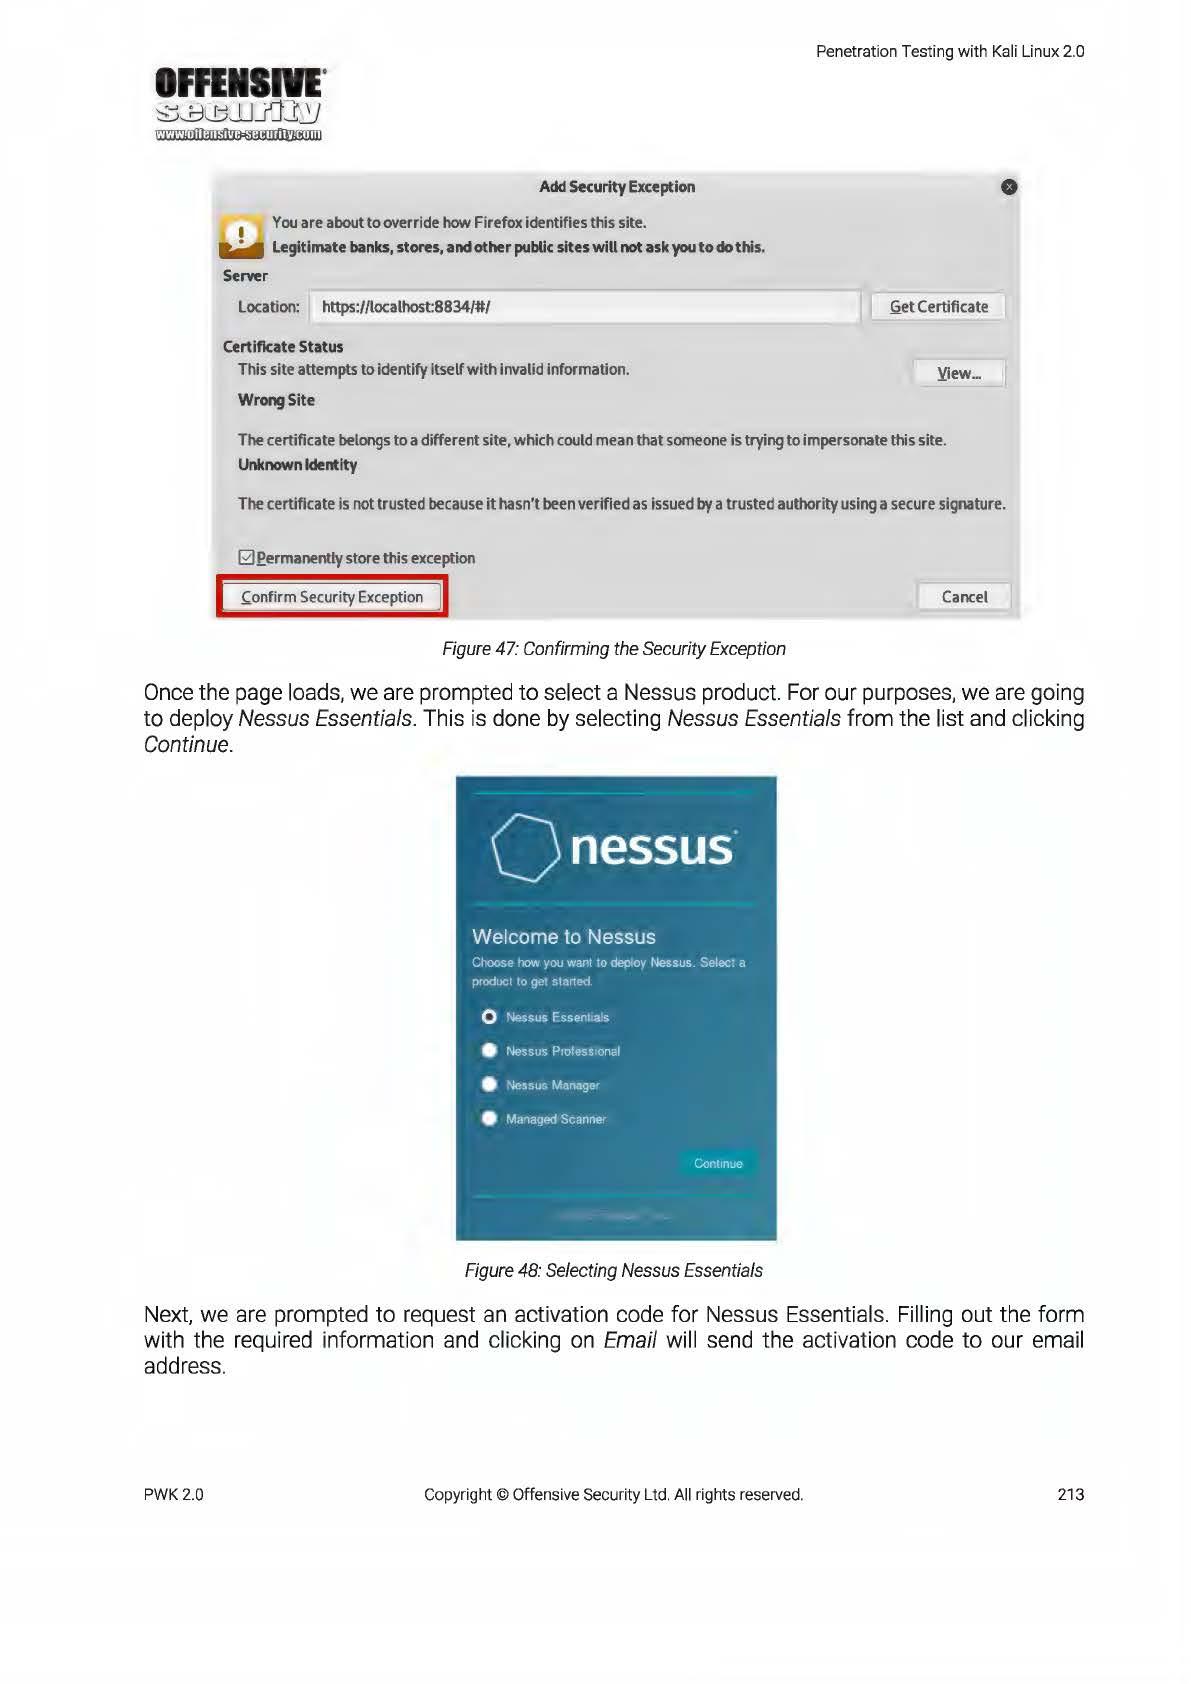 Penetration Testing with Kali Linux 2.0
OFFENSIVE
security
www.offensive-security.com
Add Security Exception
You are about to override how Firefox identifies this site.
Legitimate banks, stores, and other public sites will not ask you to do this.
Server
Location: https://localhost:8834/#/ Get Certificate
Certificate Status
This site attempts to identify itself with invalid information.
View...
Wrong Site
The certificate belongs to a different site, which could mean that someone is trying to impersonate this site.
Unknown Identity
The certificate is not trusted because it hasn't been verified as issued by a trusted authority using a secure signature.
Permanently store this exception
Confirm Security Exception Cancel
Figure 47: Confirming the Security Exception
Once the page loads, we are prompted to select a Nessus product. For our purposes, we are going
to deploy Nessus Essentials. This is done by selecting Nessus Essentials from the list and clicking
Continue.
nessus
Welcome to Nessus
Choose how you want to deploy Nessus. Select a
product to get started.
Nessus Essentials
Nessus Professional
Nessus Manager
Managed Scanner
Continue
Figure 48: Selecting Nessus Essentials
Next, we are prompted to request an activation code for Nessus Essentials. Filling out the form
with the required information and clicking on Email will send the activation code to our email
address.
PWK 2.0 Copyright © Offensive Security Ltd. All rights reserved. 213